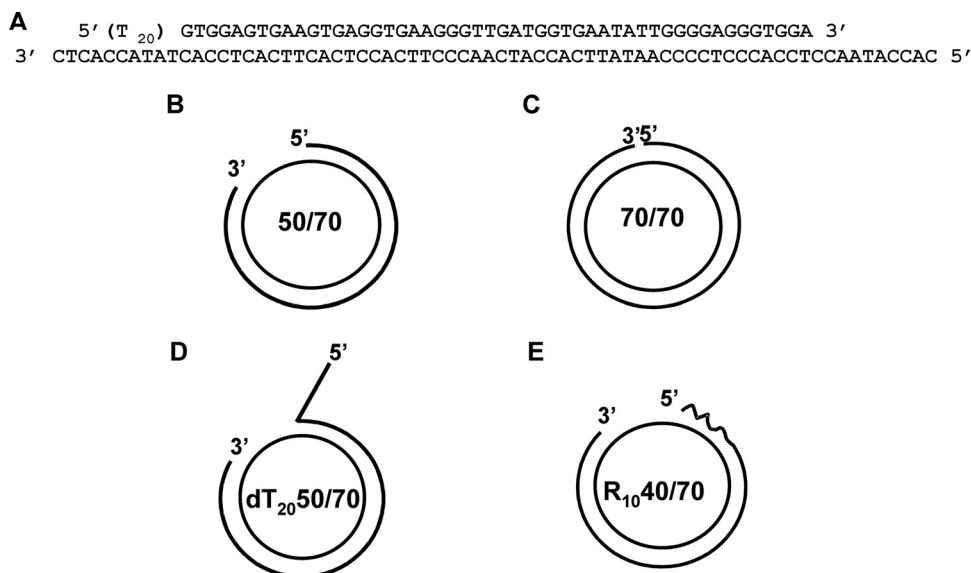 A
5' (T 20) GTGGAGTGAAGTGAGGTGAAGGGTTGATGGTGAATATTGGGGAGGGTGGA 3'
3' CTCACCATATCACCTCACTTCACTCCACTTCCCAACTACCACTTATAACCCCTCCCACCTCCAATACCAC 5'
B
C
5'
3'
50/70
3'5'
70/70
D
E
5'
3'
dT2050/70
5'
3'
R1040/70